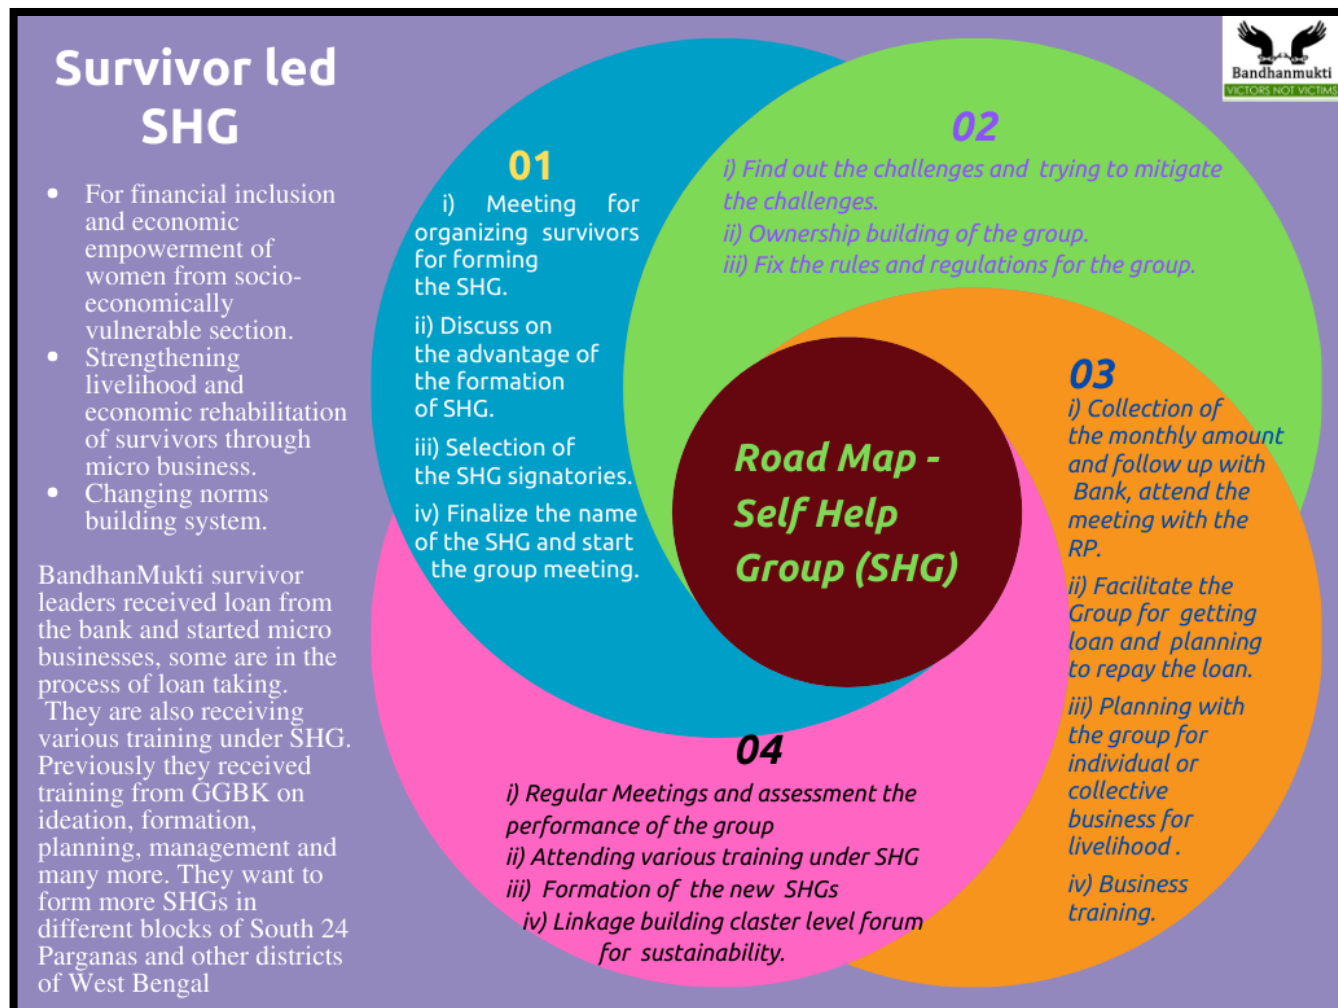 Survivor led
SHG
• For financial inclusion
and economic
empowerment of
women from socio-
economically
vulnerable section.
• Strengthening
livelihood and
economic rehabilitation
of survivors through
micro business.
• Changing norms
building system.
BandhanMukti survivor
leaders received loan from
the bank and started micro
businesses, some are in the
process of loan taking.
They are also receiving
various training under SHG.
Previously they received
training from GGBK on
ideation, formation,
planning, management and
many more. They want to
form more SHGs in
different blocks of South 24
Parganas and other districts
of West Bengal
01
i) Meeting for
organizing survivors
for forming
the SHG.
ii) Discuss on
the advantage of
the formation
of SHG.
iii) Selection of
the SHG signatories.
iv) Finalize the name
of the SHG and start
the group meeting.
02
i) Find out the challenges and trying to mitigate
the challenges.
ii) Ownership building of the group.
iii) Fix the rules and regulations for the group.
03
i) Collection of
the monthly amount
and follow up with
Bank, attend the
meeting with the
RP.
ii) Facilitate the
Group for getting
loan and planning
to repay the loan.
iii) Planning with
the group for
individual or
collective
business for
livelihood .
iv) Business
training.
04
i) Regular Meetings and assessment the
performance of the group
ii) Attending various training under SHG
iii) Formation of the new SHGs
iv) Linkage building claster level forum
for sustainability.
Road Map -
Self Help
Group (SHG)
Bandhanmukti
VICTORS NOT VICTIMS